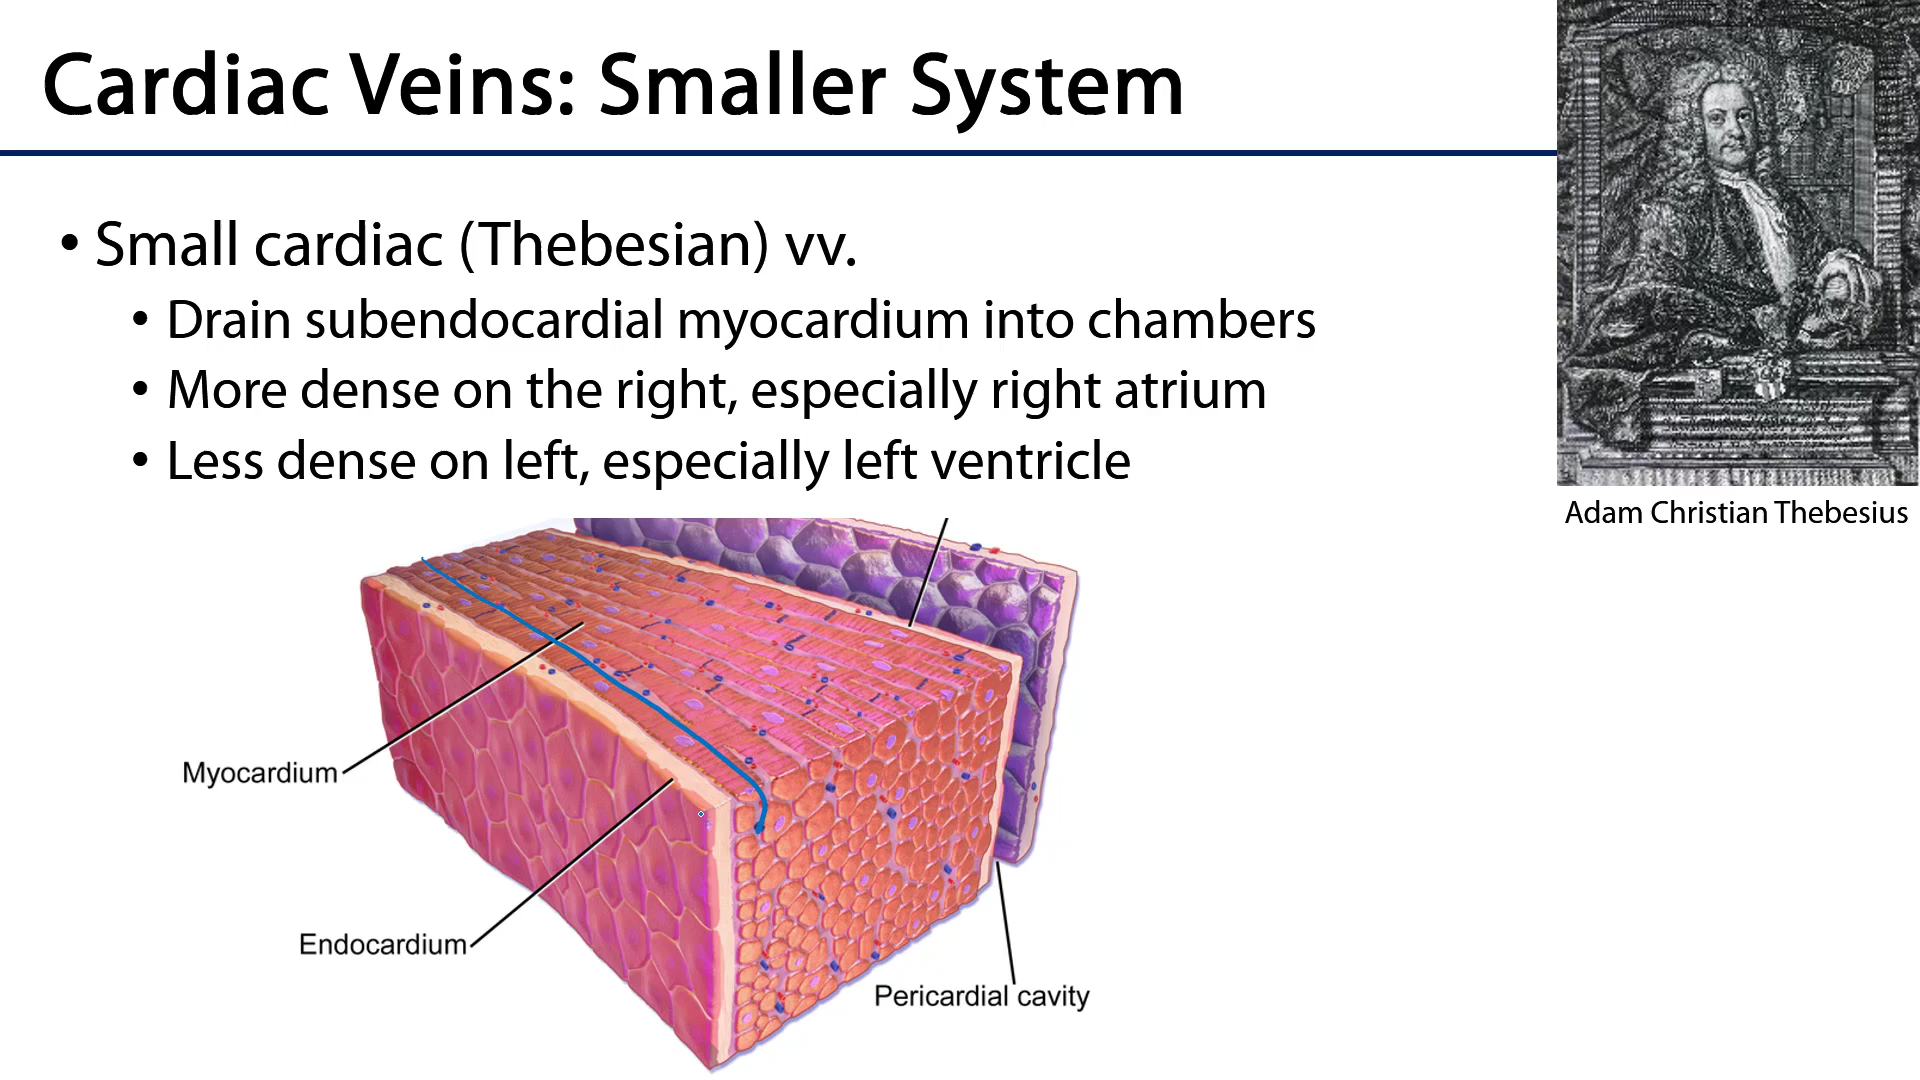 Cardiac Veins: Smaller System
• Small cardiac (Thebesian) vv.
• Drain subendocardial myocardium into chambers
• More dense on the right, especially right atrium
• Less dense on left, especially left ventricle
Adam Christian Thebesius
Myocardium
Endocardium
Pericardial cavity